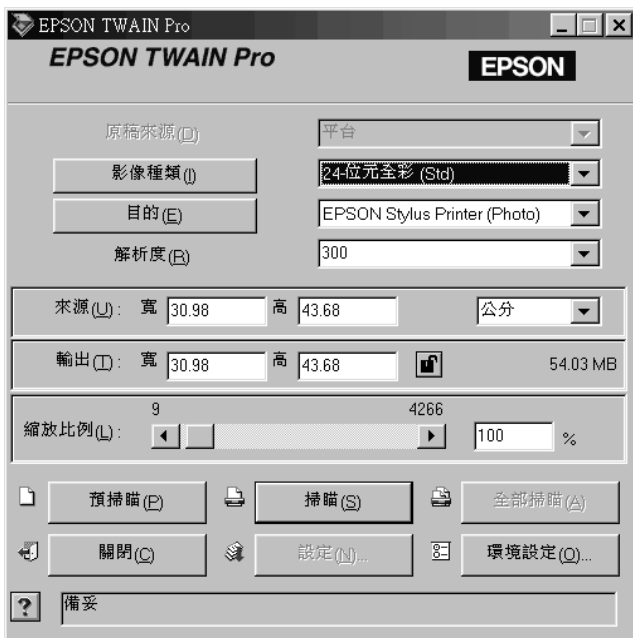 EPSON TWAIN Pro
EPSON TWAIN Pro
EPSON
原稿來源(D) 平台
影像種類(I) 24-位元全彩 (Std)
目的(E) EPSON Stylus Printer (Photo)
解析度(R) 300
來源(U): 寬 30.98 高 43.68 公分
輸出(T): 寬 30.98 高 43.68 54.03 MB
9 4266
縮放比例(L): 100 %
預掃瞄(P) 掃瞄(S) 全部掃瞄(A)
關閉(C) 設定(N)... 環境設定(O)...
? 備妥